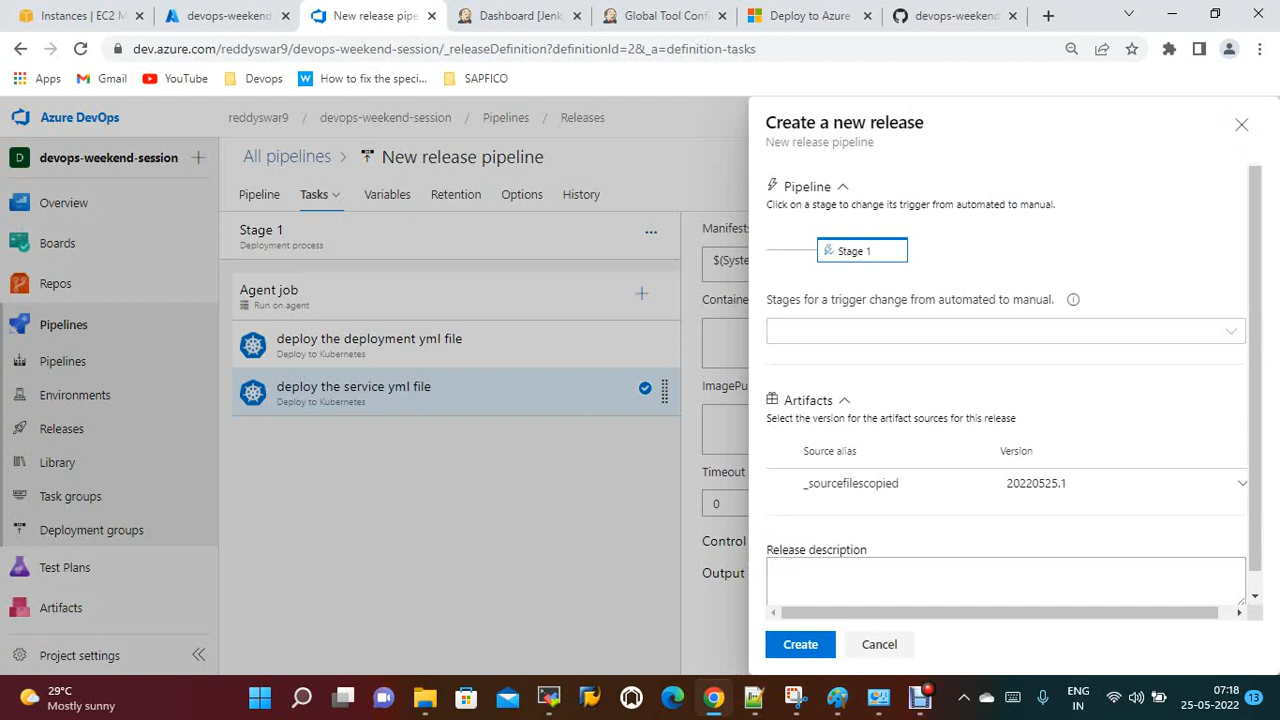 Instances | EC2 M
devops-weekend
New release pipe
Dashboard [Jenk
Global Tool Conf
Deploy to Azure
devops-weekend
dev.azure.com/reddyswar9/devops-weekend-session/_releaseDefinition?definitionId=2&_a=definition-tasks
Apps
Gmail
YouTube
Devops
How to fix the speci...
SAPFICO
Azure DevOps
reddyswar9
devops-weekend-session
Pipelines
Releases
D
devops-weekend-session
Overview
Boards
Repos
Pipelines
Pipelines
Environments
Releases
Library
Task groups
Deployment groups
Test Plans
Artifacts
Project settings
All pipelines
New release pipeline
Pipeline
Tasks
Variables
Retention
Options
History
Stage 1
Deployment process
Agent job
Run on agent
deploy the deployment yml file
Deploy to Kubernetes
deploy the service yml file
Deploy to Kubernetes
Manifests
$(Syste
Container
ImagePu
Timeout
0
Control
Output
Create a new release
New release pipeline
Pipeline
Click on a stage to change its trigger from automated to manual.
Stage 1
Stages for a trigger change from automated to manual.
Artifacts
Select the version for the artifact sources for this release
Source alias
Version
_sourcefilescopied
20220525.1
Release description
Create
Cancel
29°C
Mostly sunny
ENG
IN
07:18
25-05-2022
13